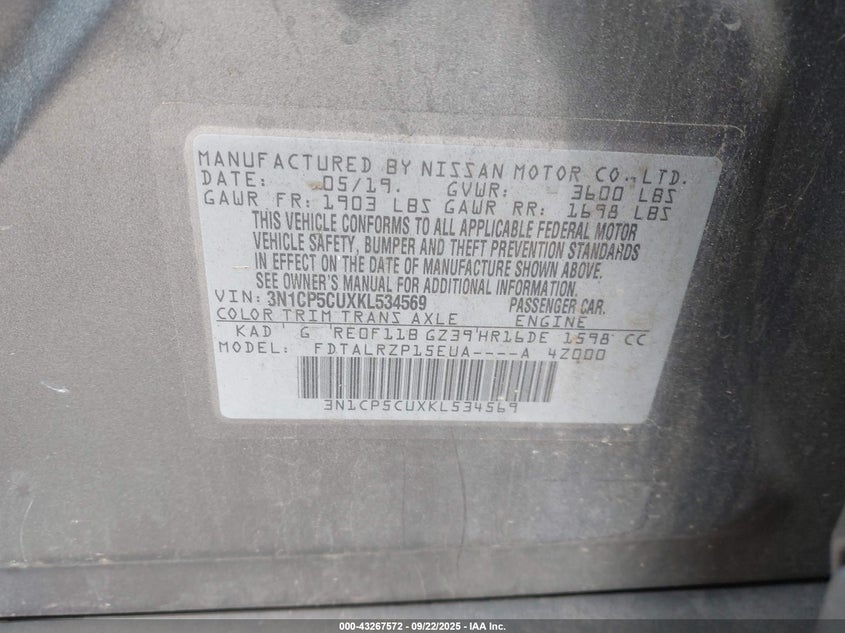 MANUFACTURED BY NISSAN MOTOR CO., LTD.
DATE: 05/19. GVWR: 3600 LBS
GAWR FR: 1903 LBS GAWR RR: 1698 LBS
THIS VEHICLE CONFORMS TO ALL APPLICABLE FEDERAL MOTOR
VEHICLE SAFETY, BUMPER AND THEFT PREVENTION STANDARDS
IN EFFECT ON THE DATE OF MANUFACTURE SHOWN ABOVE.
SEE OWNER'S MANUAL FOR ADDITIONAL INFORMATION.
VIN: 3N1CP5CUXKL534569 PASSENGER CAR.
COLOR TRIM TRANS AXLE ENGINE
KAD G RE0F11B GZ39 HR16DE 1598 CC
MODEL: FDTALRZP15EUA----A 4Z000
3N1CP5CUXKL534569
000-43267572 - 09/22/2025 - IAA Inc.